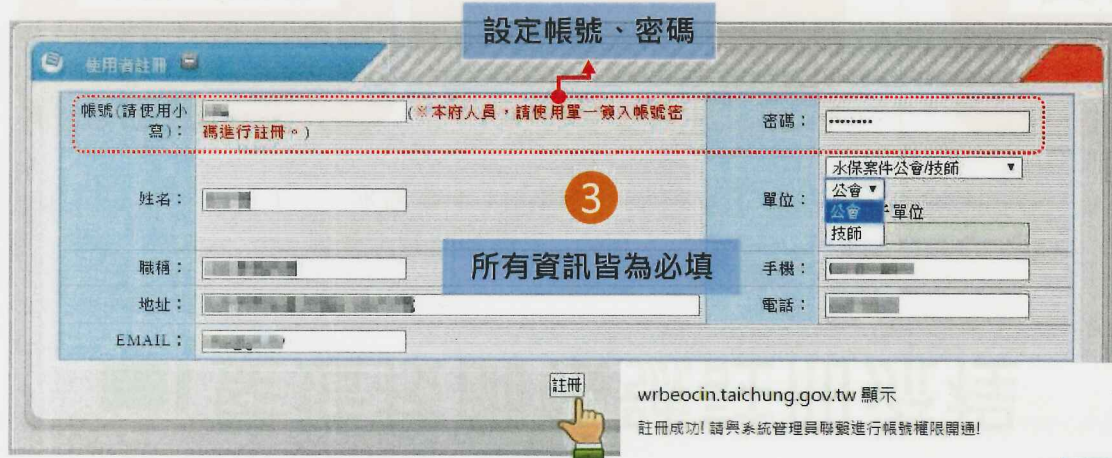 設定帳號、密碼
使用者註冊
帳號(請使用小寫):
(※本府人員,請使用單一簽入帳號密碼進行註冊。)
密碼:
水保案件公會/技師
姓名:
3
單位:
公會
公會
單位
技師
所有資訊皆為必填
職稱:
手機:
地址:
電話:
EMAIL:
註冊
wrbeocin.taichung.gov.tw 顯示
註冊成功! 請與系統管理員聯繫進行帳號權限開通!